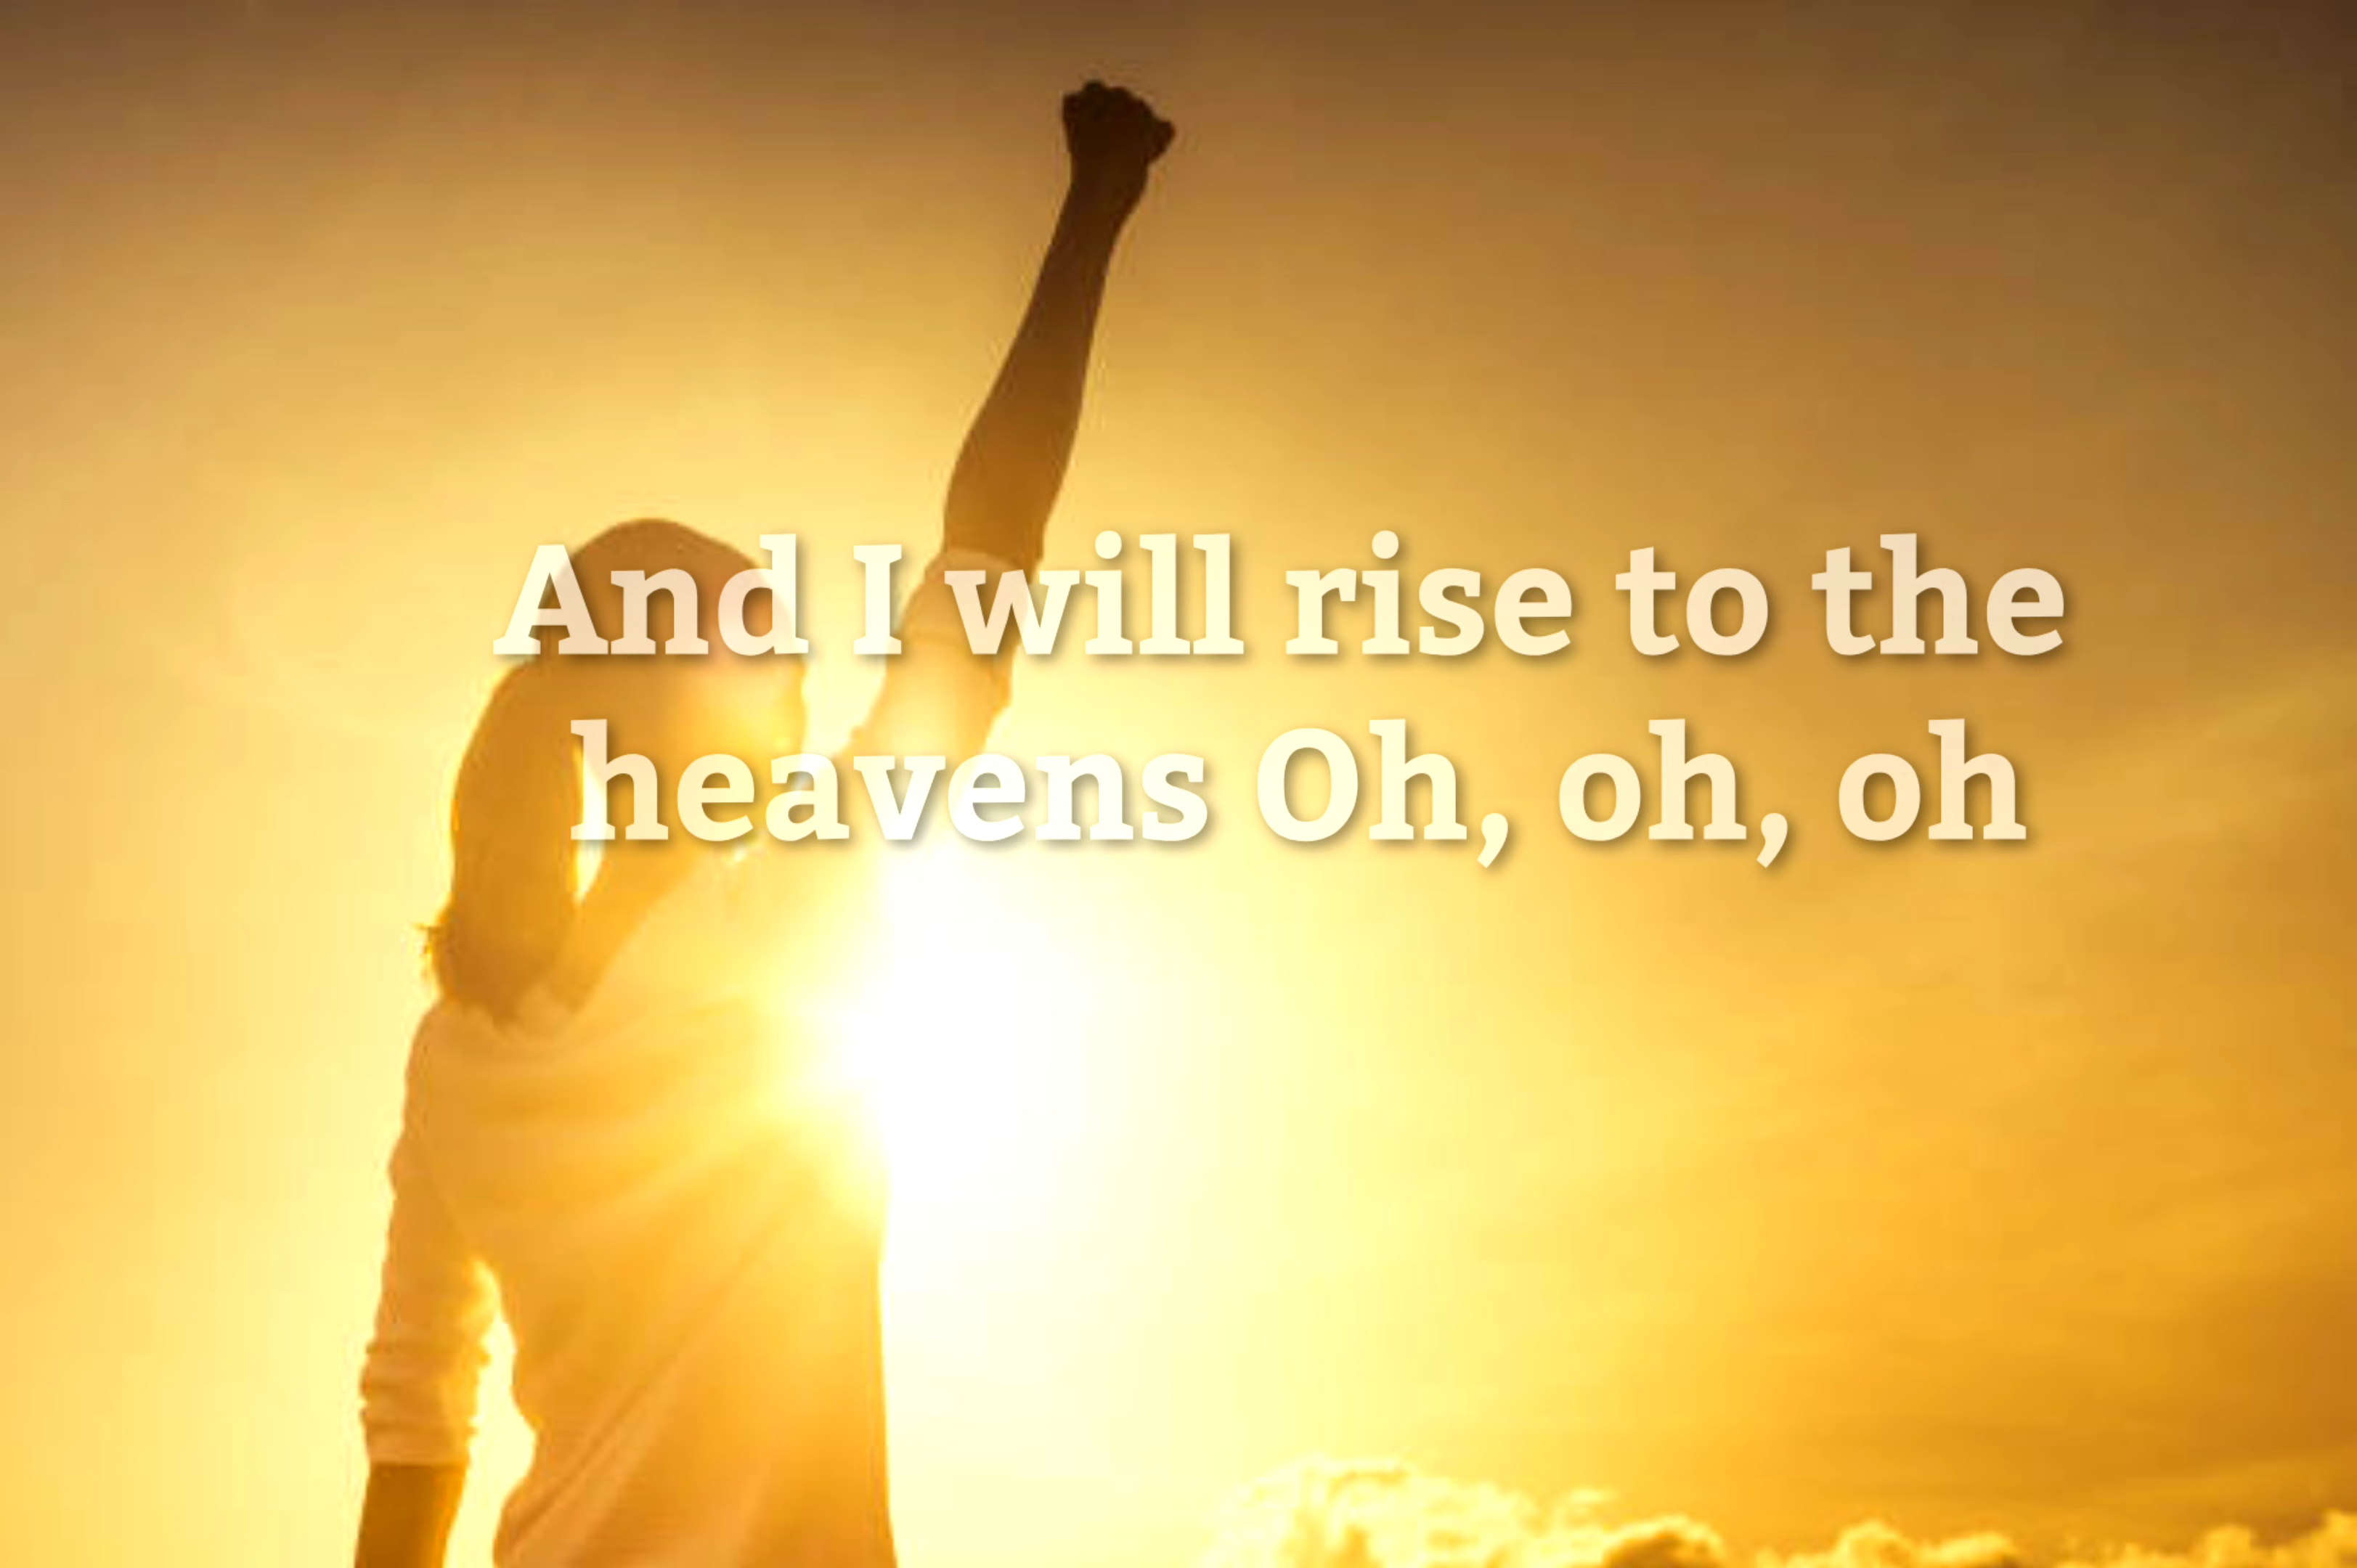 And I will rise to the
heavens Oh, oh, oh